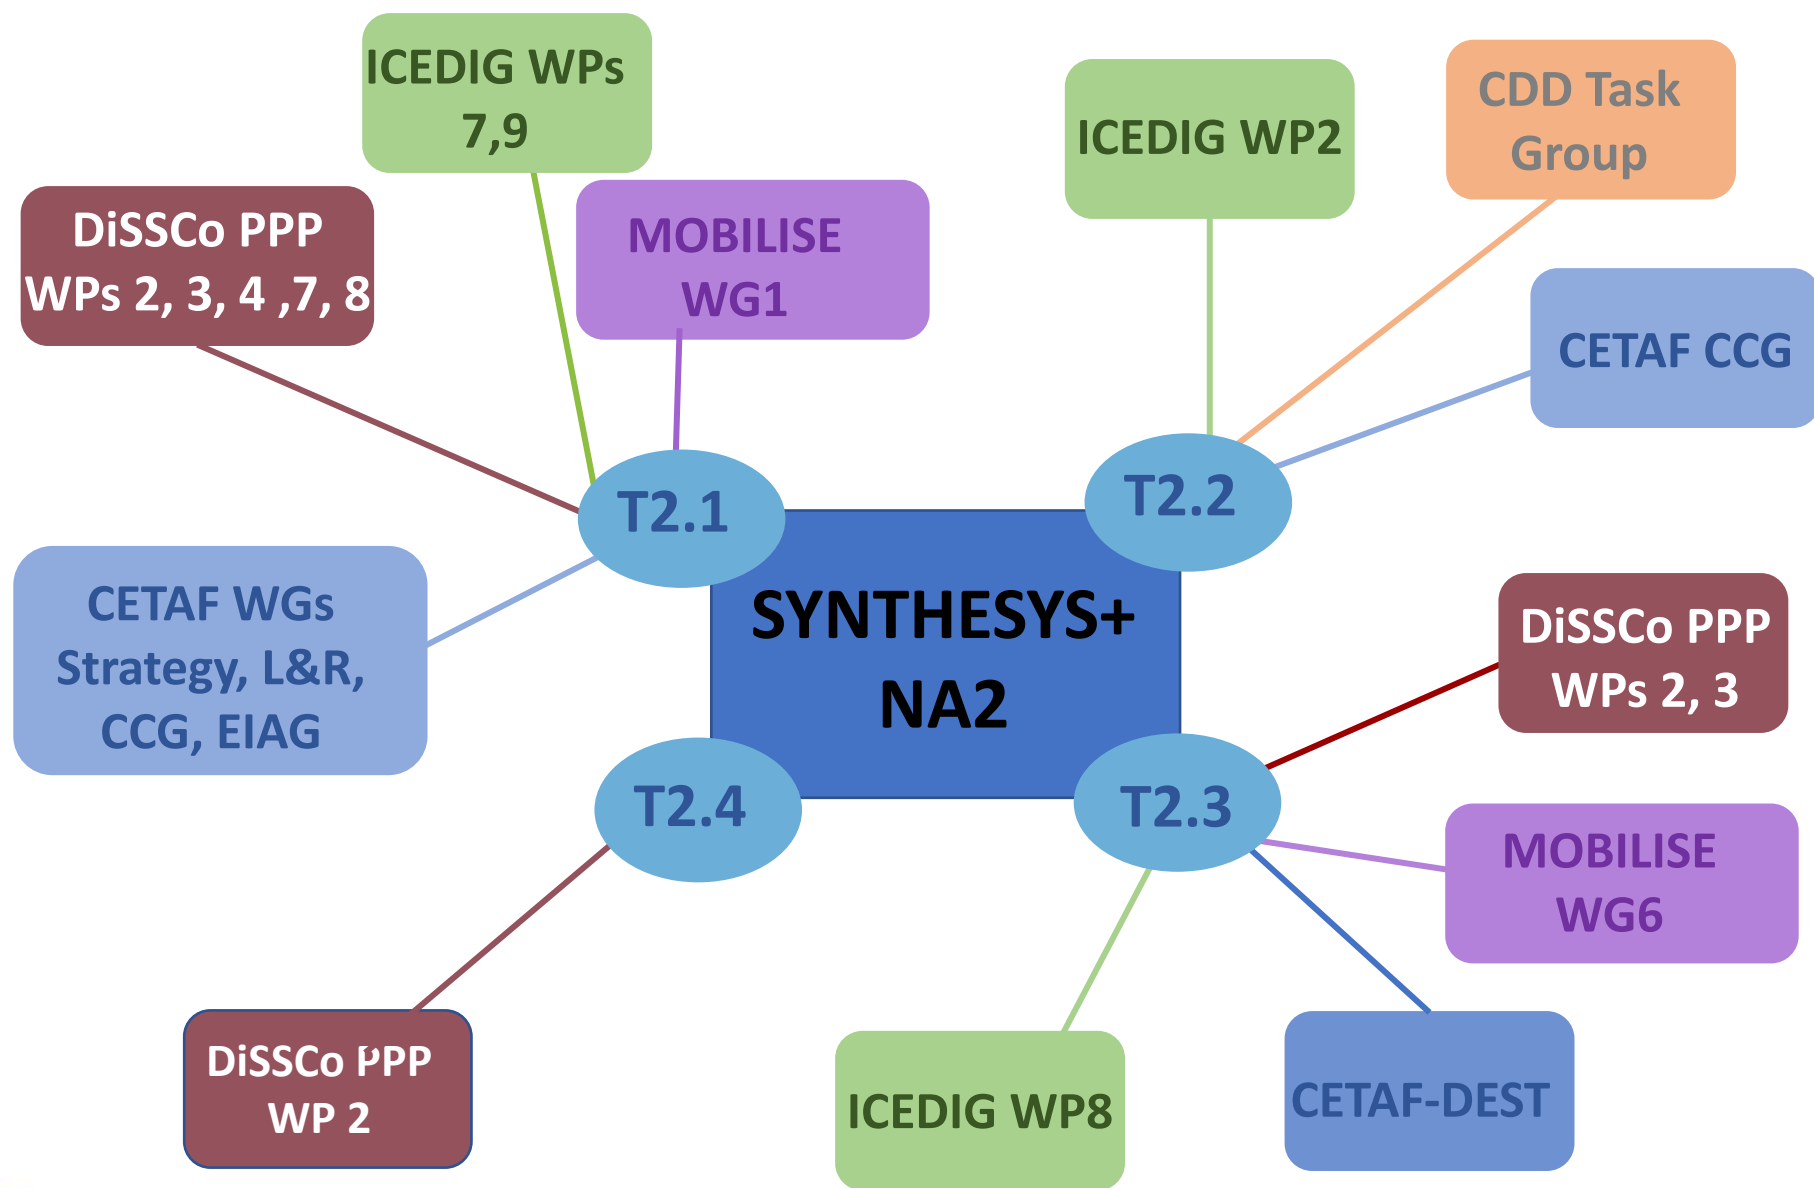 ICEDIG WPs
7,9
ICEDIG WP2
CDD Task
Group
DiSSCo PPP
WPs 2, 3, 4 ,7, 8
MOBILISE
WG1
CETAF CCG
T2.1
T2.2
CETAF WGs
Strategy, L&R,
CCG, EIAG
SYNTHESYS+
NA2
DiSSCo PPP
WPs 2, 3
T2.4
T2.3
MOBILISE
WG6
DiSSCo PPP
WP 2
ICEDIG WP8
CETAF-DEST